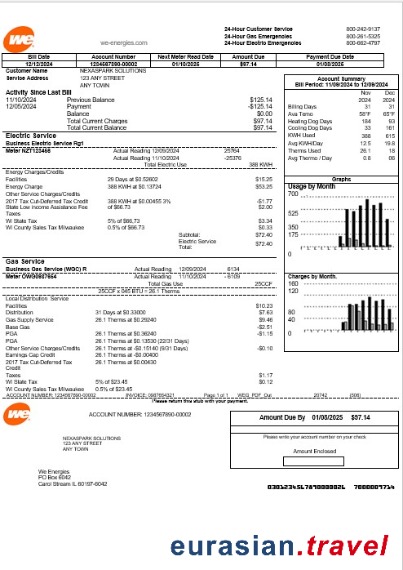 we
we-energies.com
24-Hour Customer Service 800-242-9137
24-Hour Gas Emergencies 800-261-5325
24-Hour Electric Emergencies 800-662-4797
Bill Date Account Number Next Meter Read Date Amount Due Payment Due Date
12/12/2024 1234567890-00002 01/10/2025 $97.14 01/08/2025
Customer Name NEXASPARK SOLUTIONS
Service Address 123 ANY STREET
ANY TOWN
Account Summary
Bill Period: 11/09/2024 to 12/09/2024
Nov Dec
2024 2024
Billing Days 31 31
Ave Temp 56°F 65°F
Heating Dog Days 184 93
Cooling Dog Days 33 161
KWH Used 388 615
Avg KWH/Day 12.5 19.8
Therms Used 26.1 18
Avg Therms / Day 0.8 06
Activity Since Last Bill
11/10/2024 Previous Balance $125.14
12/05/2024 Payment -$125.14
Balance $0.00
Total Current Charges $97.14
Total Current Balance $97.14
Electric Service
Business Electric Service Rgt
Meter NZT123466 Actual Reading 12/09/2024 25764
Actual Reading 11/10/2024 -25376
Total Electric Use 388 KWH
Energy Charges/Credits
Facilities 29 Days at $0.52602 $15.25
Energy Charge 388 KWH at $0.13724 $53.25
Other Service Charges/Credits
2017 Tax Cut-Deferred Tax Credit 388 KWH at $0.00455 3% -$1.77
State Low Income Assistance Fee $2.00
of $66.73
Taxes
WI State Tax 5% of $66.73 $3.34
WI County Sales Tax Milwaukee 0.5% of $66.73 $0.33
Subtotal: $72.40
Electric Service
Total: $72.40
Graphs
Usage by Month
700
525
350
175
0
Charges by Month.
160
120
80
40
0
Gas Service
Business Gas Service (WGC) R Actual Reading 12/09/2024 6134
Meter OWG0907654 Actual Reading 11/10/2024 - 6109
Total Gas Use 25CCF
25CCF x 045 BTU = 26.1 Therms
Local Distribution Service
Facilities $10.23
Distribution 31 Days at $0.33000 $7.63
Gas Supply Service 26.1 Therms at $0.29240 $9.46
Base Gas -$2.51
PGA 26.1 Therms at $0.36240 -$1.15
PGA 26.1 Therms at $0.13530 (22/31 Days)
Other Service Charges/Credits 26.1 Therms at -$0.15140 (9/31 Days) -$0.10
Earnings Cap Credit 26.1 Therms at -$0.00400
2017 Tax Cut-Deferred Tax 26.1 Therms at $0.00430
Credit
Taxes $1.17
WI State Tax 5% of $23.45 $0.12
WI County Sales Tax Milwaukee 0.5% of $23.45
ACCOUNT NUMBER: 1234567890-00002 INVOICE: 0987654321 Page 1 of 1 WEG_PDF_Out 20742 (506)
Please return this stub with your payment.
we
ACCOUNT NUMBER: 1234567890-00002
Amount Due By 01/08/2025 $57.14
NEXASPARK SOLUTIONS
123 ANY STREET
ANY TOWN
Please write your account number on your check
Amount Enclosed
We Energies
PO Box 6042
Carol Stream IL 60197-6042
eurasian.travel